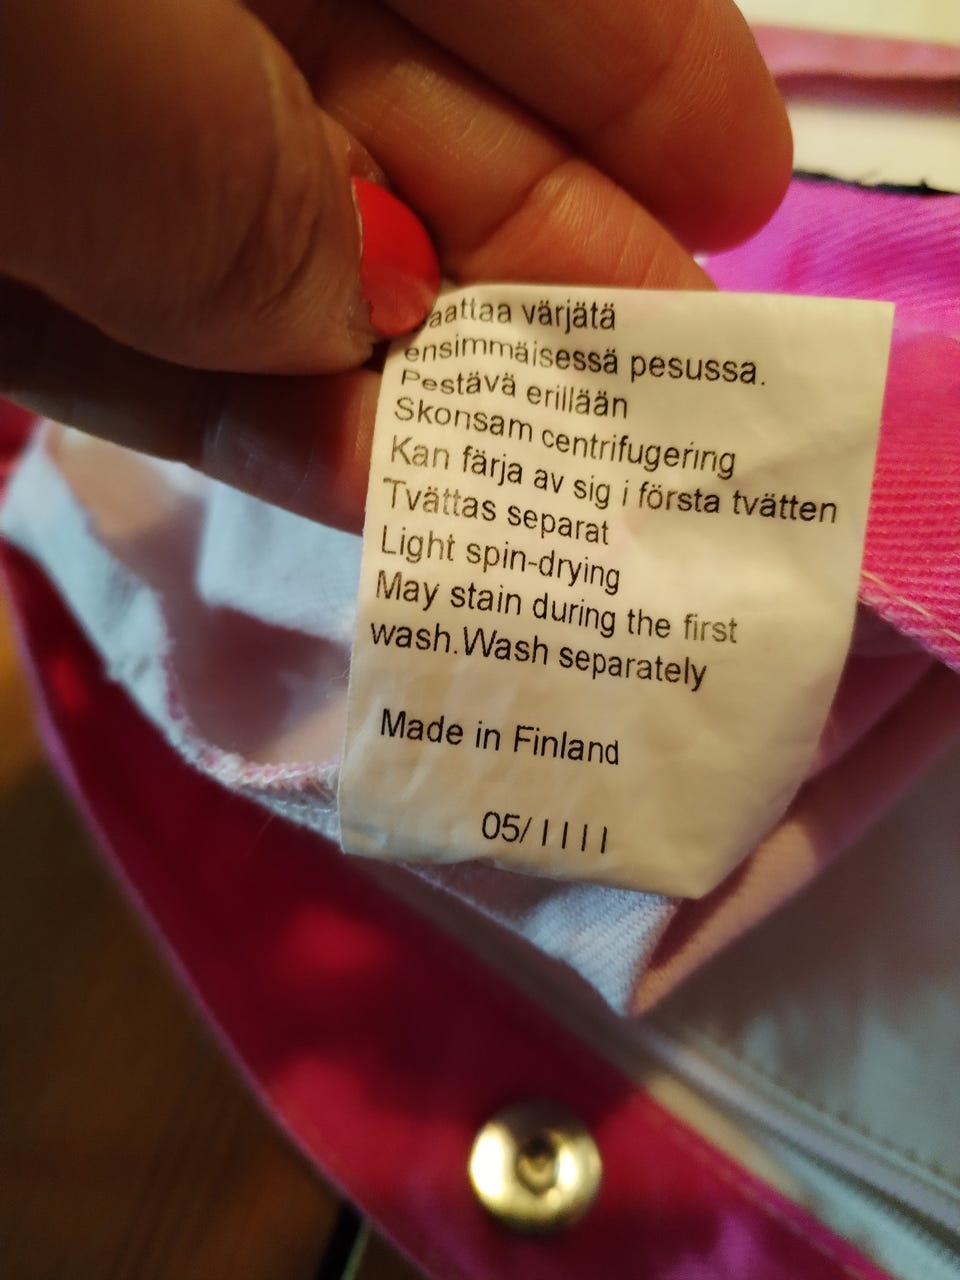 värjätä
ensimmäisessä pesussa.
Pestävä erillään
Skonsam centrifugering
Kan färja av sig i första tvätten
Tvättas separat
Light spin-drying
May stain during the first
wash.Wash separately
Made in Finland
05/ I I I I